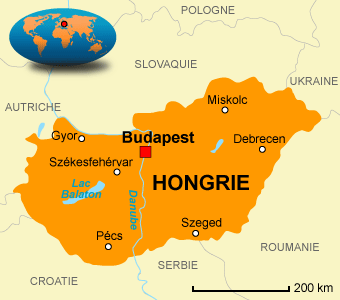 POLOGNE
SLOVAQUIE
UKRAINE
AUTRICHE
Miskolc
Gyor
Budapest
Debrecen
Székesfehérvar
Lac
Balaton
HONGRIE
Danube
Szeged
Pécs
ROUMANIE
SERBIE
CROATIE
200 km